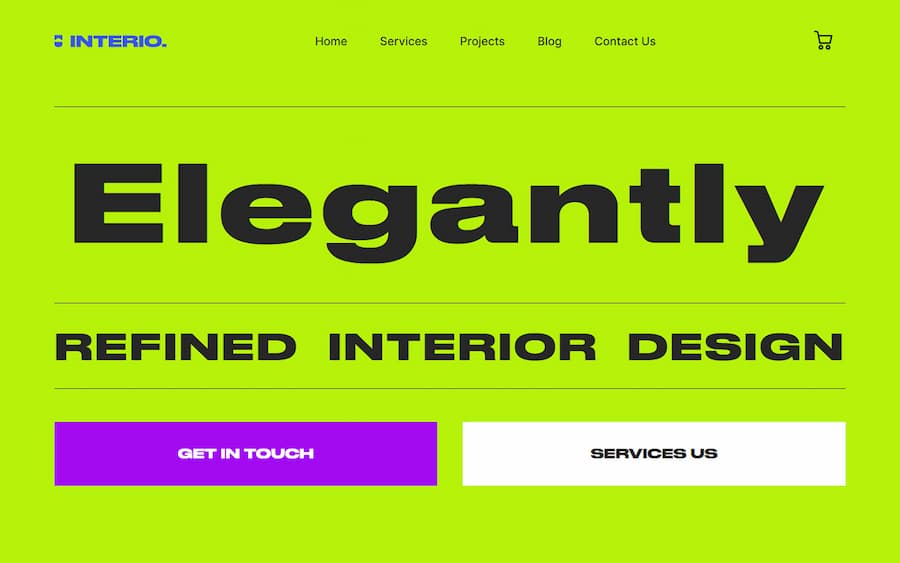 INTERIO.
Home Services Projects Blog Contact Us
Elegantly
REFINED INTERIOR DESIGN
GET IN TOUCH
SERVICES US